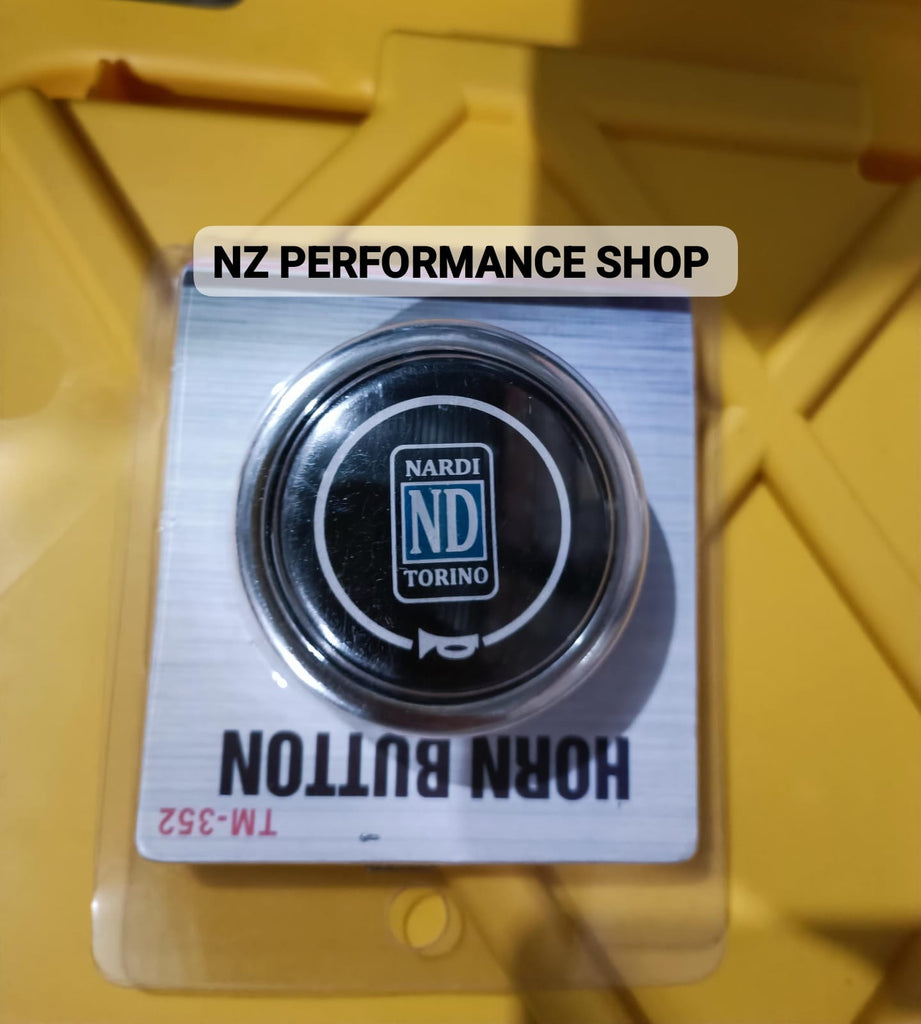 NZ PERFORMANCE SHOP
NARDI
ND
TORINO
HORN BUTTON
TM-352